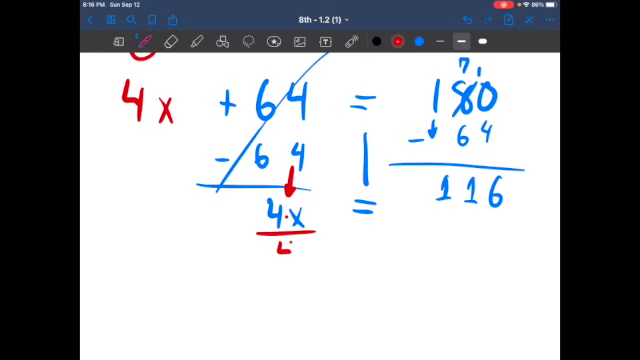 8:16 PM Sun Sep 12
86%
8th - 1.2 (1)
7 1
4x + 64 = 180
- 64 - 64
4·x = 116